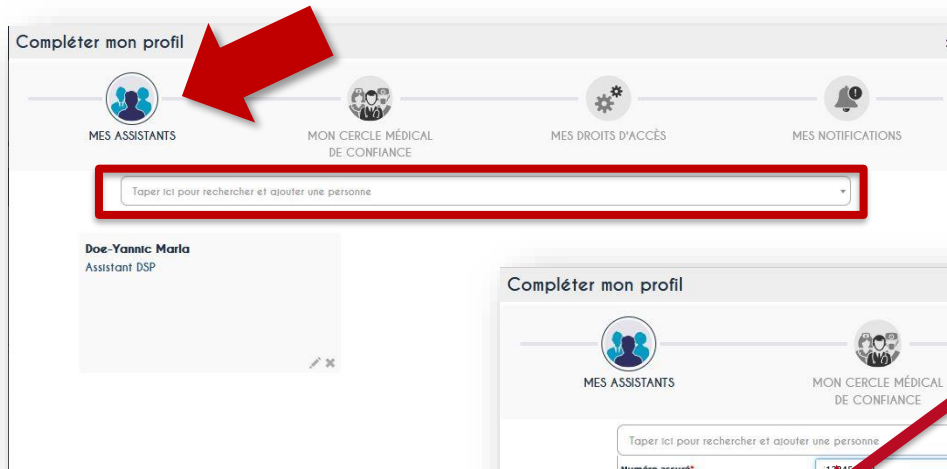 Compléter mon profil
MES ASSISTANTS
MON CERCLE MÉDICAL
DE CONFIANCE
MES DROITS D'ACCÈS
MES NOTIFICATIONS
Taper ici pour rechercher et ajouter une personne
Doe-Yannic Marla
Assistant DSP
Compléter mon profil
MES ASSISTANTS
MON CERCLE MÉDICAL
DE CONFIANCE
Taper ici pour rechercher et ajouter une personne
Numéro assuré*